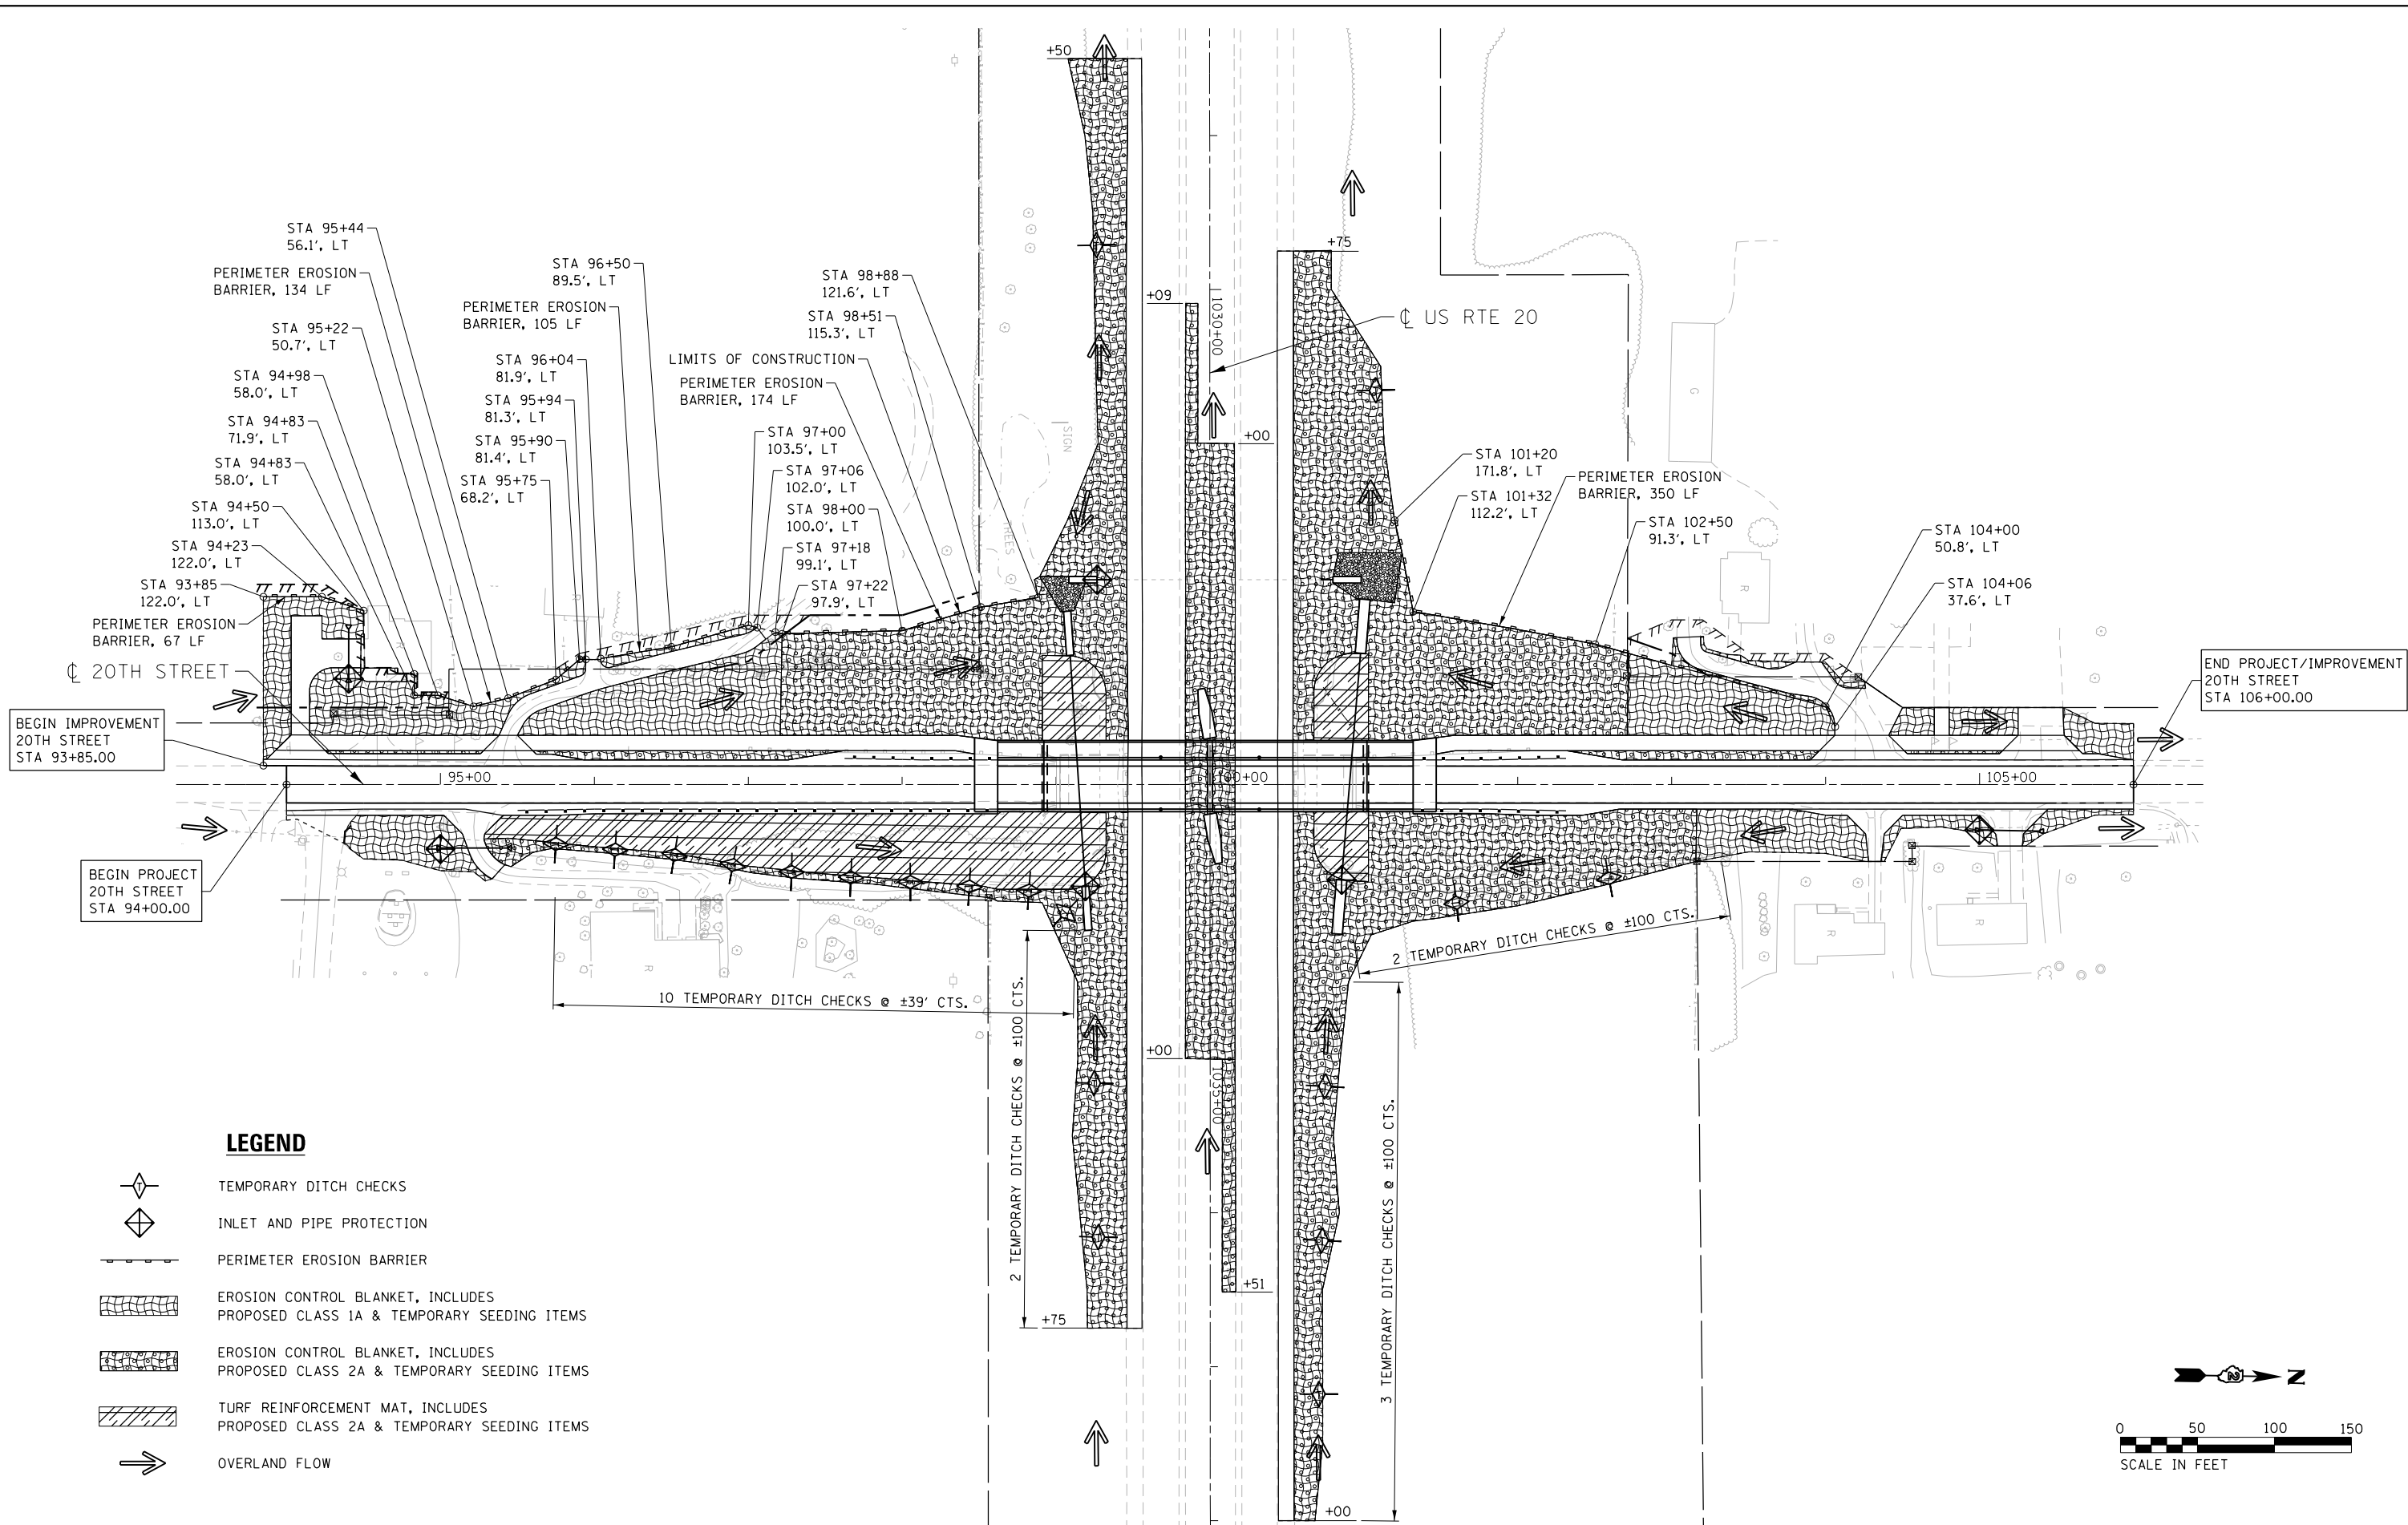 +50
STA 95+44
56.1', LT
PERIMETER EROSION
BARRIER, 134 LF
STA 95+22
50.7', LT
STA 94+98
58.0', LT
STA 94+83
71.9', LT
STA 94+83
58.0', LT
STA 94+50
113.0', LT
STA 94+23
122.0', LT
STA 93+85
122.0', LT
PERIMETER EROSION
BARRIER, 67 LF
℄ 20TH STREET
BEGIN IMPROVEMENT
20TH STREET
STA 93+85.00
BEGIN PROJECT
20TH STREET
STA 94+00.00
STA 96+50
89.5', LT
PERIMETER EROSION
BARRIER, 105 LF
STA 96+04
81.9', LT
STA 95+94
81.3', LT
STA 95+90
81.4', LT
STA 95+75
68.2', LT
STA 98+88
121.6', LT
STA 98+51
115.3', LT
LIMITS OF CONSTRUCTION
PERIMETER EROSION
BARRIER, 174 LF
STA 97+00
103.5', LT
STA 97+06
102.0', LT
STA 98+00
100.0', LT
STA 97+18
99.1', LT
STA 97+22
97.9', LT
SIGN
TREES
+09
1030+00
+00
+75
℄ US RTE 20
G
STA 101+20
171.8', LT
STA 101+32
112.2', LT
PERIMETER EROSION
BARRIER, 350 LF
STA 102+50
91.3', LT
R
STA 104+00
50.8', LT
STA 104+06
37.6', LT
END PROJECT/IMPROVEMENT
20TH STREET
STA 106+00.00
R
R
95+00
00+00
105+00
R
R
R
10 TEMPORARY DITCH CHECKS @ ±39' CTS.
2 TEMPORARY DITCH CHECKS @ ±100 CTS.
2 TEMPORARY DITCH CHECKS @ ±100 CTS.
3 TEMPORARY DITCH CHECKS @ ±100 CTS.
+00
1035+00
+51
+75
+00
LEGEND
T
TEMPORARY DITCH CHECKS
INLET AND PIPE PROTECTION
PERIMETER EROSION BARRIER
EROSION CONTROL BLANKET, INCLUDES
PROPOSED CLASS 1A & TEMPORARY SEEDING ITEMS
EROSION CONTROL BLANKET, INCLUDES
PROPOSED CLASS 2A & TEMPORARY SEEDING ITEMS
TURF REINFORCEMENT MAT, INCLUDES
PROPOSED CLASS 2A & TEMPORARY SEEDING ITEMS
OVERLAND FLOW
2 N
0 50 100 150
SCALE IN FEET